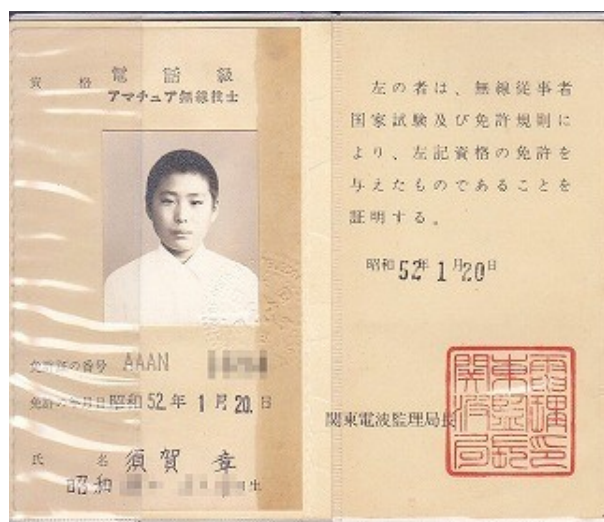 資格 電話級
アマチュア無線技士
免許証の番号 AAAN
免許の年月日 昭和 52 年 1 月 20 日
氏名 須賀 章
昭和 生
左の者は、無線従事者
国家試験及び免許規則に
より、左記資格の免許を
与えたものであることを
証明する。
昭和 52 年 1 月 20 日
関東電波監理局長